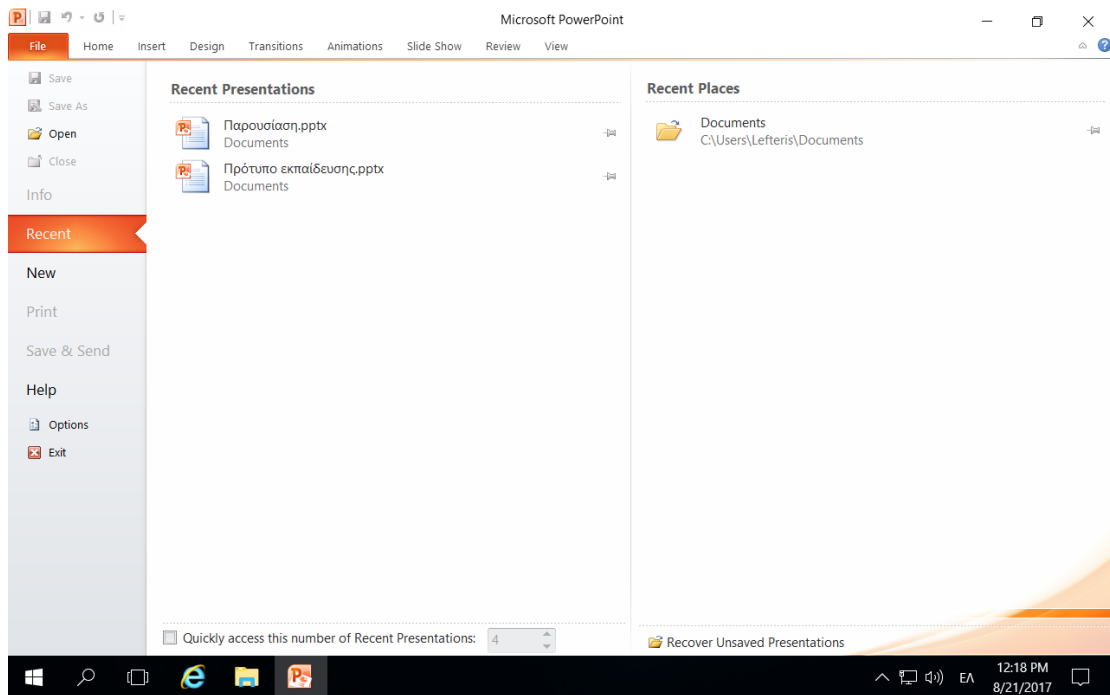 Microsoft PowerPoint
File Home Insert Design Transitions Animations Slide Show Review View
Save
Save As
Open
Close
Info
Recent
New
Print
Save & Send
Help
Options
Exit
Recent Presentations
Παρουσίαση.pptx
Documents
Πρότυπο εκπαίδευσης.pptx
Documents
Quickly access this number of Recent Presentations: 4
Recent Places
Documents
C:\Users\Lefteris\Documents
Recover Unsaved Presentations
ΕΛ
12:18 PM
8/21/2017